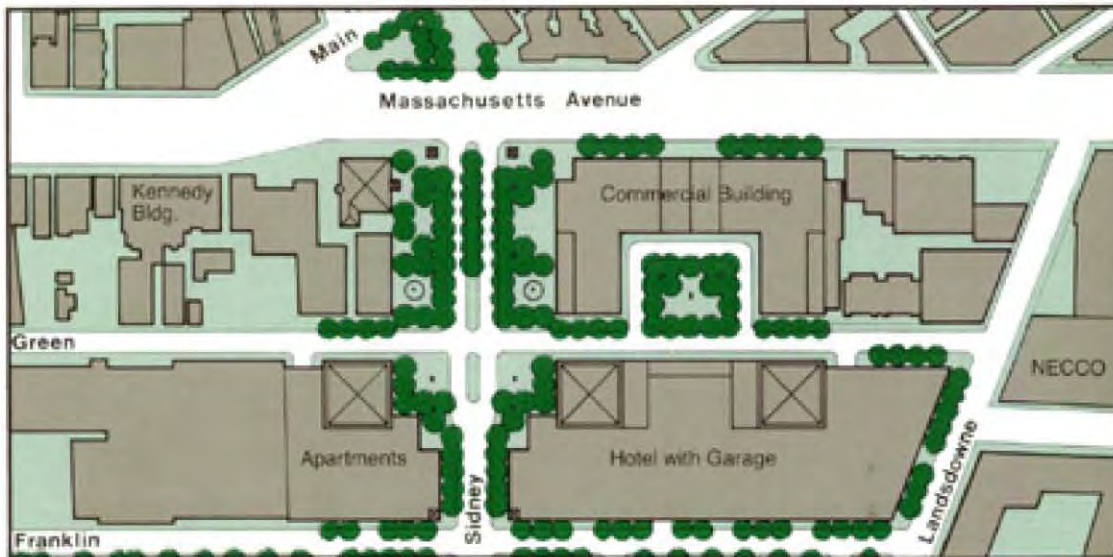 Main
Massachusetts Avenue
Kennedy
Bldg.
Commercial Building
Green
NECCO
Apartments
Hotel with Garage
Sidney
Landsdowne
Franklin